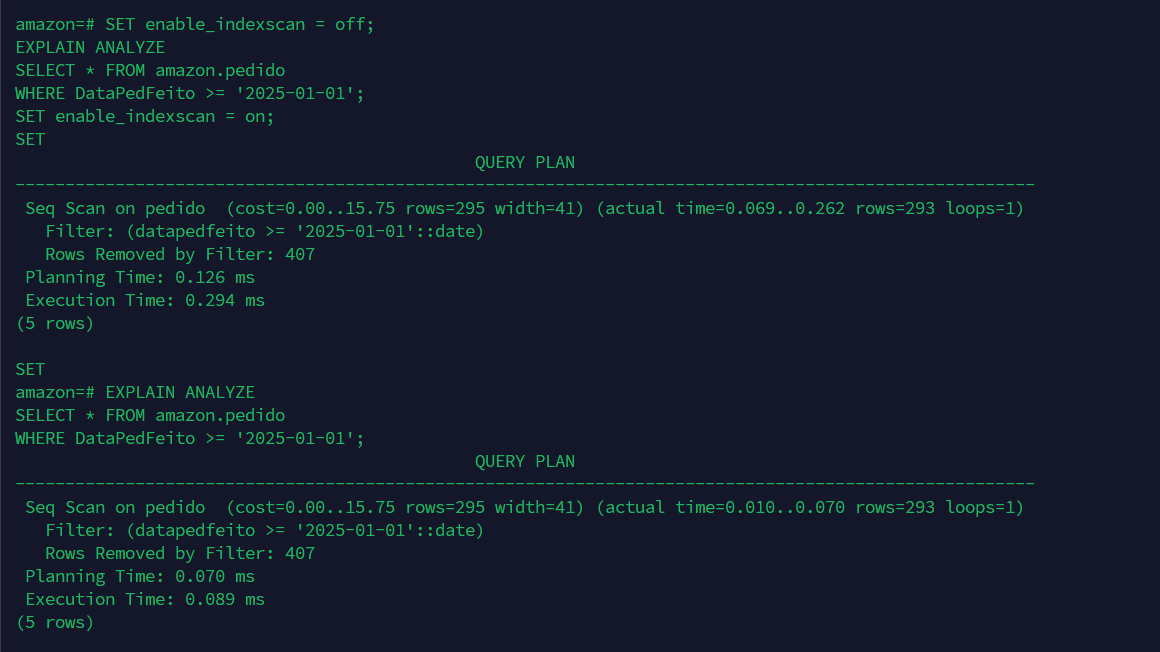 amazon=# SET enable_indexscan = off;
EXPLAIN ANALYZE
SELECT * FROM amazon.pedido
WHERE DataPedFeito >= '2025-01-01';
SET enable_indexscan = on;
SET
QUERY PLAN
------------------------------------------------------------------------------------------------------
Seq Scan on pedido  (cost=0.00..15.75 rows=295 width=41) (actual time=0.069..0.262 rows=293 loops=1)
Filter: (datapedfeito >= '2025-01-01'::date)
Rows Removed by Filter: 407
Planning Time: 0.126 ms
Execution Time: 0.294 ms
(5 rows)
SET
amazon=# EXPLAIN ANALYZE
SELECT * FROM amazon.pedido
WHERE DataPedFeito >= '2025-01-01';
QUERY PLAN
------------------------------------------------------------------------------------------------------
Seq Scan on pedido  (cost=0.00..15.75 rows=295 width=41) (actual time=0.010..0.070 rows=293 loops=1)
Filter: (datapedfeito >= '2025-01-01'::date)
Rows Removed by Filter: 407
Planning Time: 0.070 ms
Execution Time: 0.089 ms
(5 rows)